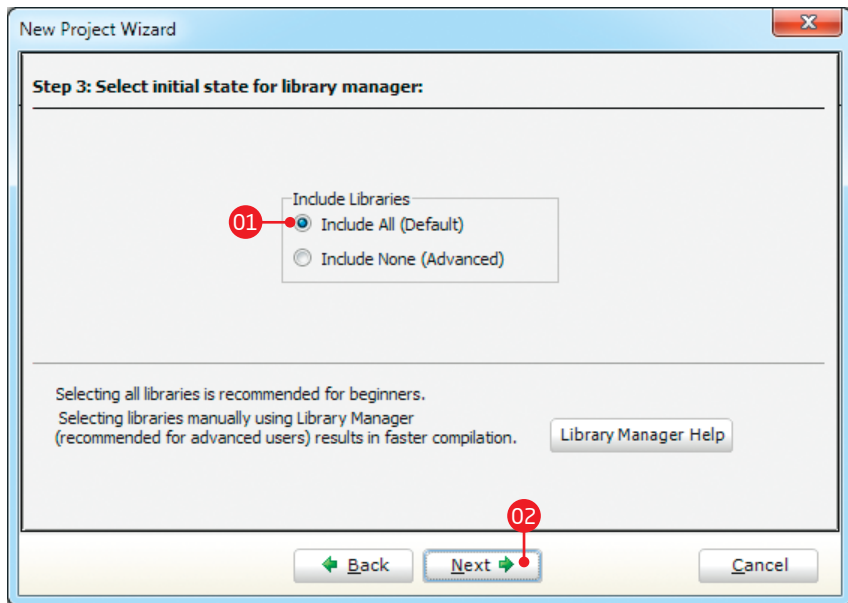 New Project Wizard
Step 3: Select initial state for library manager:
Include Libraries
01
Include All (Default)
Include None (Advanced)
Selecting all libraries is recommended for beginners.
Selecting libraries manually using Library Manager
(recommended for advanced users) results in faster compilation.
Library Manager Help
02
Back
Next
Cancel